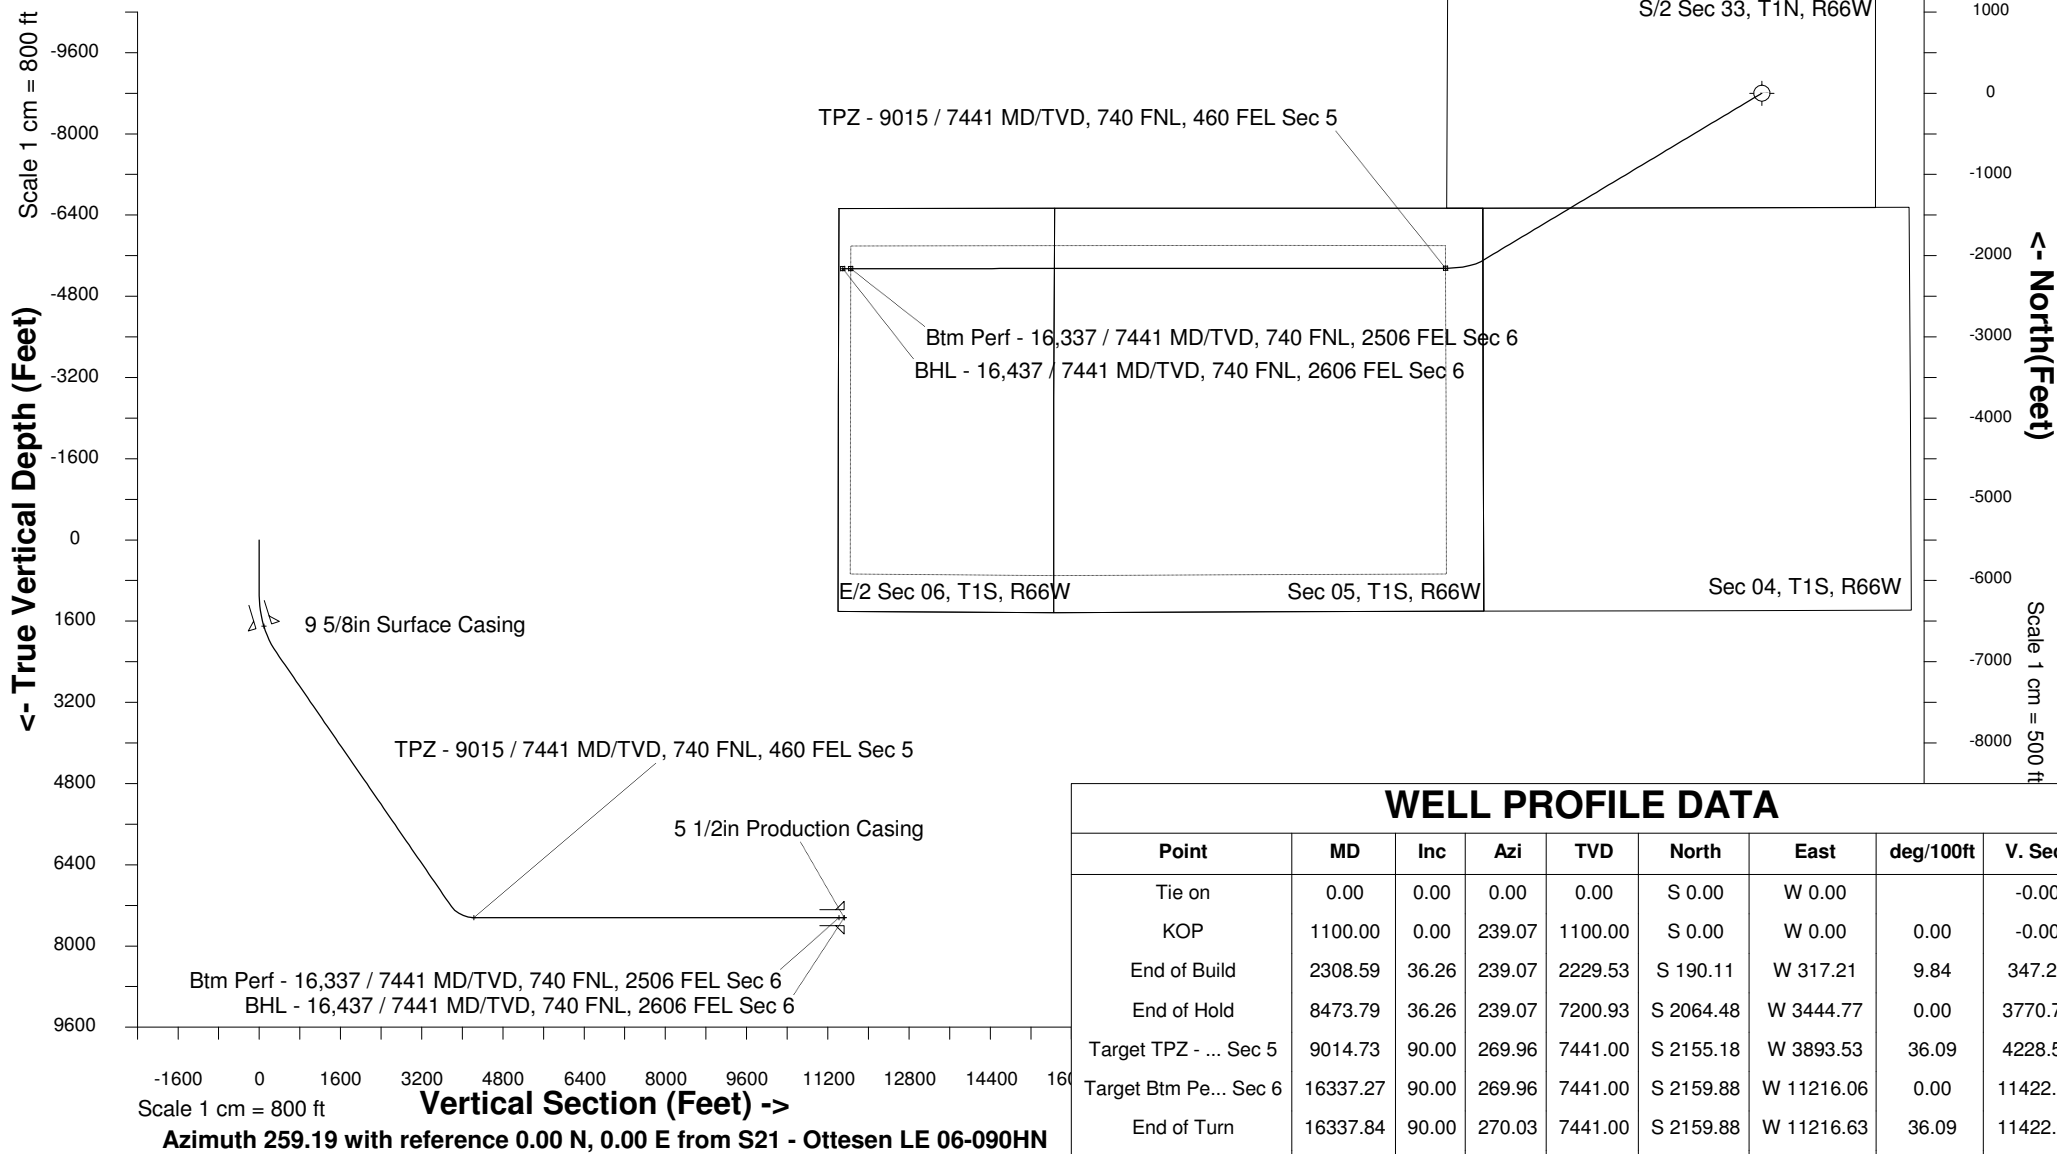 Scale 1 cm = 800 ft
<- True Vertical Depth (Feet)
-9600
-8000
-6400
-4800
-3200
-1600
0
1600
3200
4800
6400
8000
9600
S/2 Sec 33, T1N, R66W
TPZ - 9015 / 7441 MD/TVD, 740 FNL, 460 FEL Sec 5
Btm Perf - 16,337 / 7441 MD/TVD, 740 FNL, 2506 FEL Sec 6
BHL - 16,437 / 7441 MD/TVD, 740 FNL, 2606 FEL Sec 6
E/2 Sec 06, T1S, R66W
Sec 05, T1S, R66W
Sec 04, T1S, R66W
1000
0
-1000
-2000
-3000
-4000
-5000
-6000
-7000
-8000
<- North(Feet)
Scale 1 cm = 500 ft
9 5/8in Surface Casing
TPZ - 9015 / 7441 MD/TVD, 740 FNL, 460 FEL Sec 5
5 1/2in Production Casing
Btm Perf - 16,337 / 7441 MD/TVD, 740 FNL, 2506 FEL Sec 6
BHL - 16,437 / 7441 MD/TVD, 740 FNL, 2606 FEL Sec 6
-1600 0 1600 3200 4800 6400 8000 9600 11200 12800 14400
Scale 1 cm = 800 ft
Vertical Section (Feet) ->
Azimuth 259.19 with reference 0.00 N, 0.00 E from S21 - Ottesen LE 06-090HN
WELL PROFILE DATA
Point MD Inc Azi TVD North East deg/100ft V.
Tie on 0.00 0.00 0.00 0.00 S 0.00 W 0.00 -0.00
KOP 1100.00 0.00 239.07 1100.00 S 0.00 W 0.00 0.00 -0.00
End of Build 2308.59 36.26 239.07 2229.53 S 190.11 W 317.21 9.84 347.2
End of Hold 8473.79 36.26 239.07 7200.93 S 2064.48 W 3444.77 0.00 3770.7
Target TPZ - ... Sec 5 9014.73 90.00 269.96 7441.00 S 2155.18 W 3893.53 36.09 4228.5
Target Btm Pe... Sec 6 16337.27 90.00 269.96 7441.00 S 2159.88 W 11216.06 0.00 11422.
End of Turn 16337.84 90.00 270.03 7441.00 S 2159.88 W 11216.63 36.09 11422.